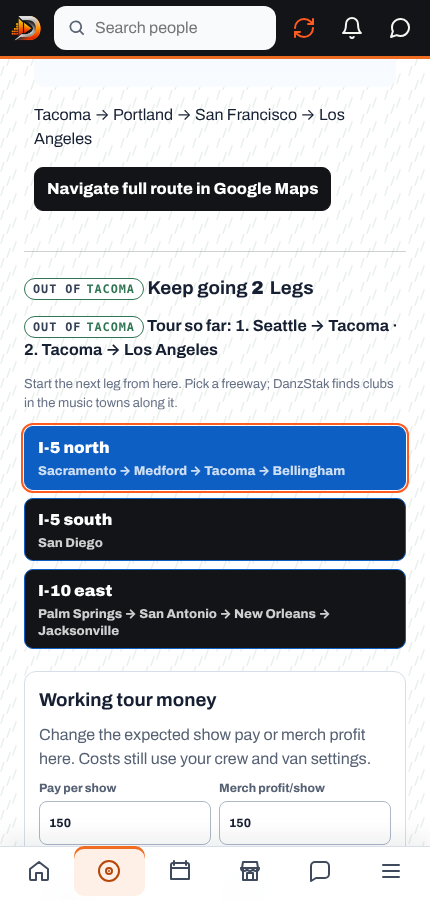 Search people
Tacoma → Portland → San Francisco → Los
Angeles
Navigate full route in Google Maps
OUT OF TACOMA Keep going 2 Legs
OUT OF TACOMA Tour so far: 1. Seattle → Tacoma ·
2. Tacoma → Los Angeles
Start the next leg from here. Pick a freeway; DanzStak finds clubs
in the music towns along it.
I-5 north
Sacramento → Medford → Tacoma → Bellingham
I-5 south
San Diego
I-10 east
Palm Springs → San Antonio → New Orleans →
Jacksonville
Working tour money
Change the expected show pay or merch profit
here. Costs still use your crew and van settings.
Pay per show Merch profit/show
150 150